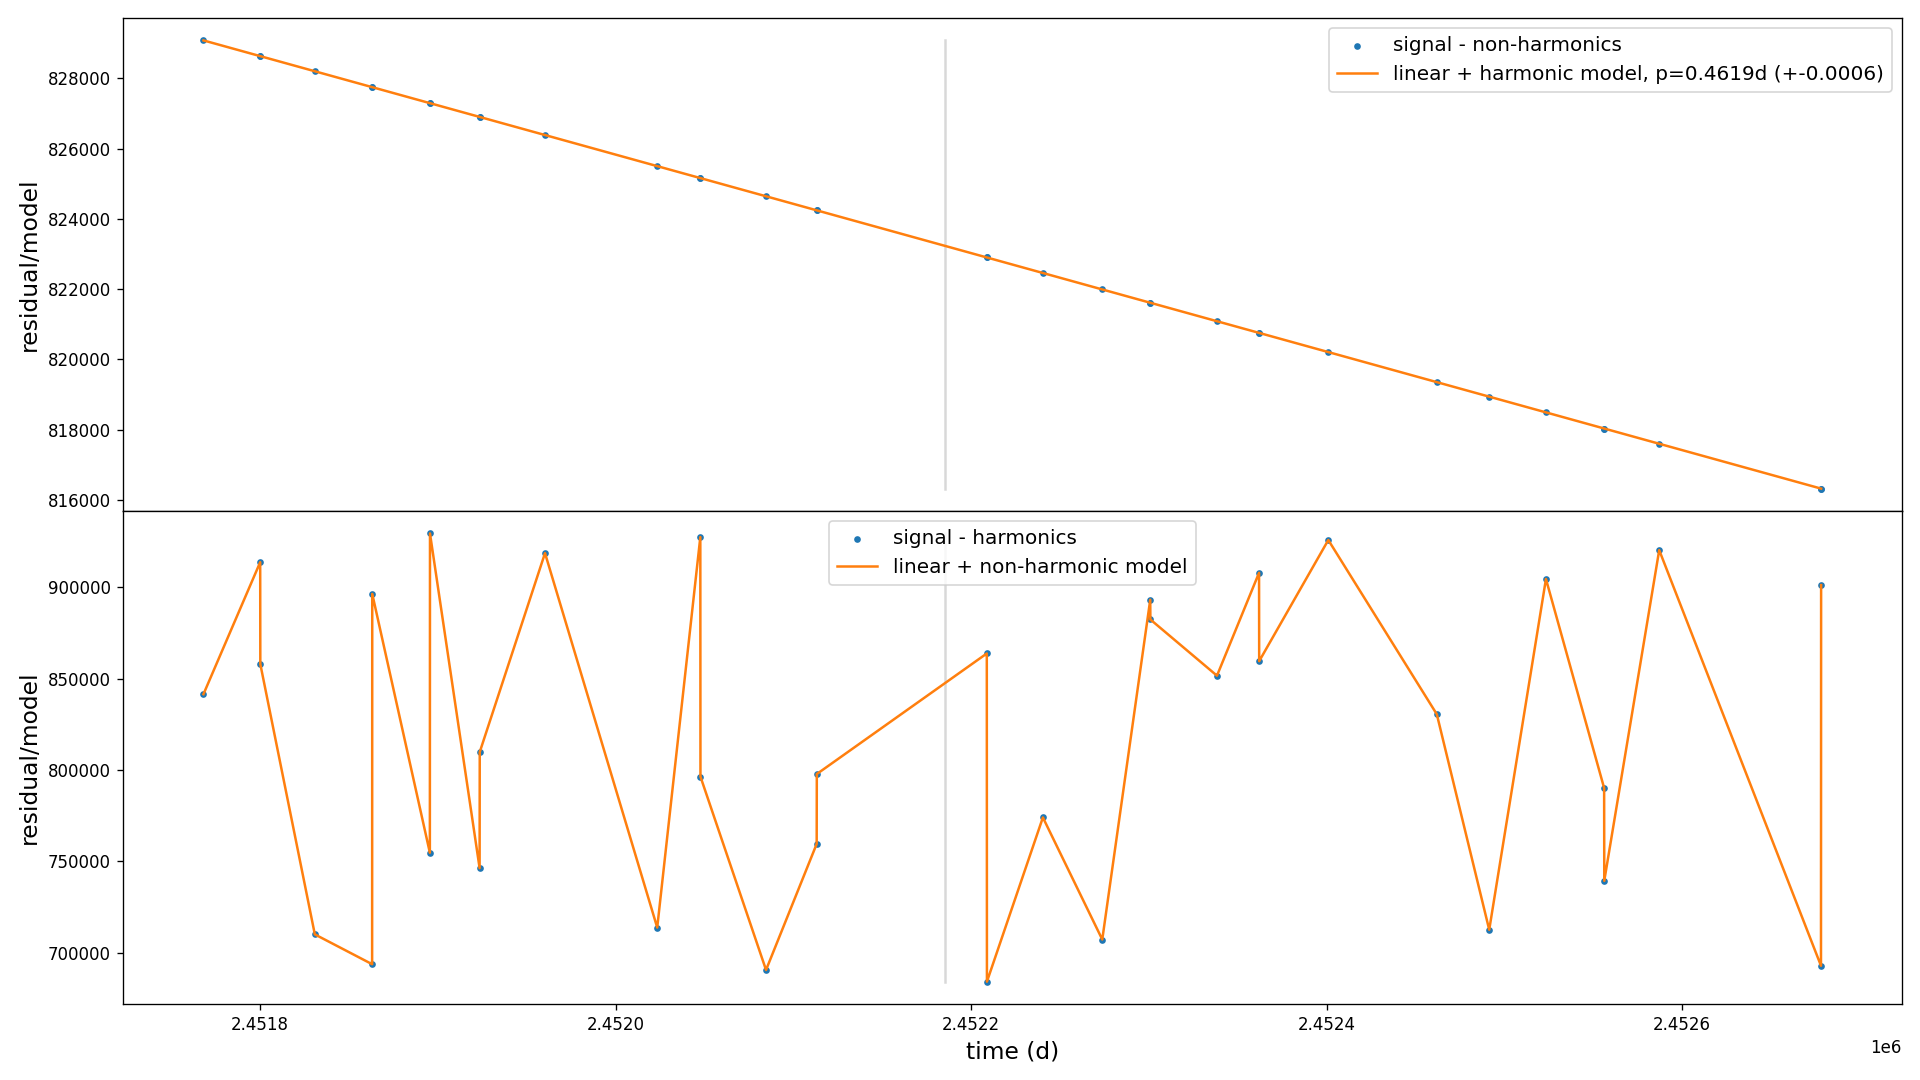 signal - non-harmonics
linear + harmonic model, p=0.4619d (+-0.0006)
828000
826000
824000
822000
820000
818000
816000
residual/model
signal - harmonics
linear + non-harmonic model
900000
850000
800000
750000
700000
residual/model
2.4518
2.4520
2.4522
2.4524
2.4526
time (d)
1e6